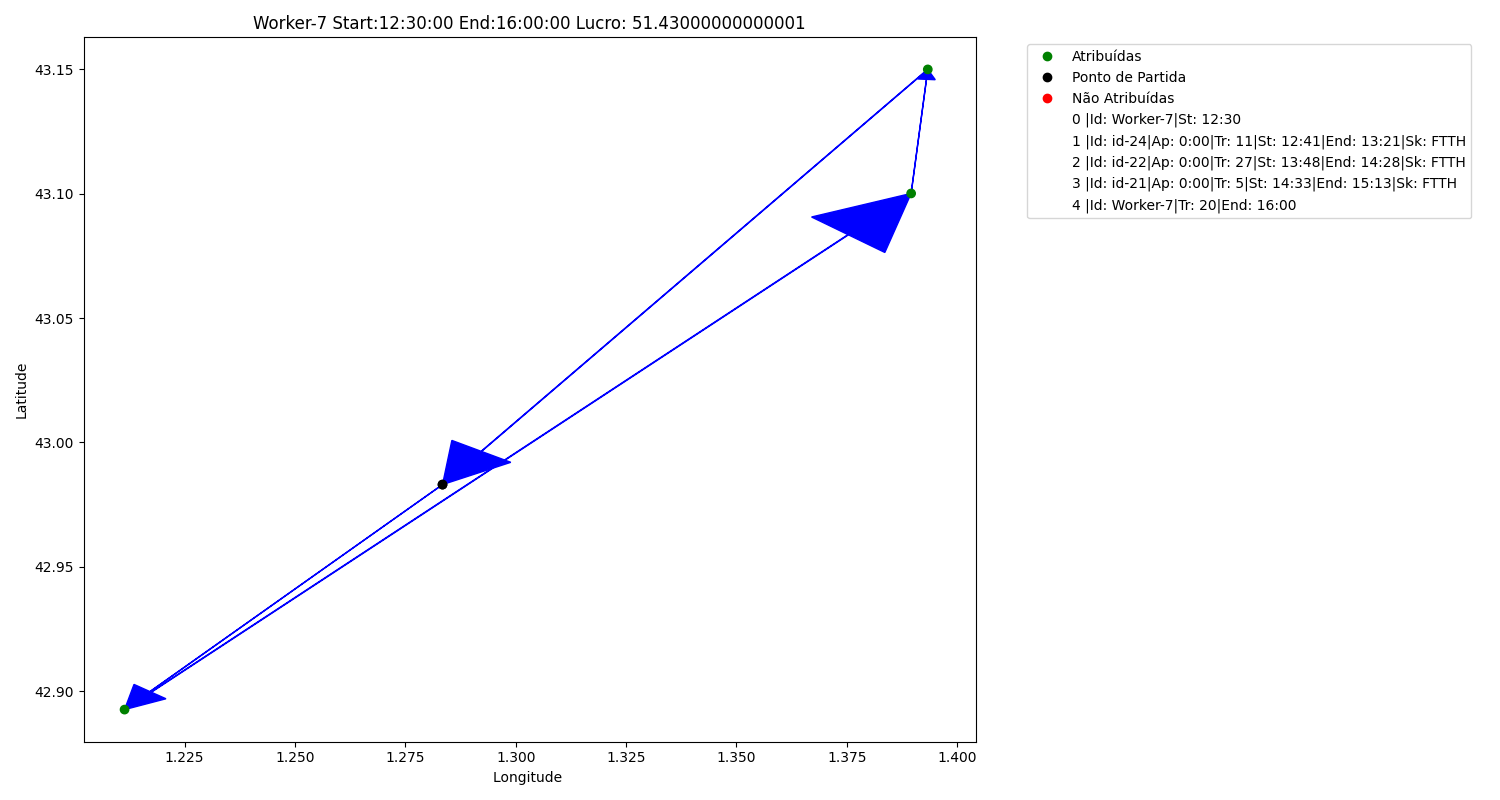 Worker-7 Start:12:30:00 End:16:00:00 Lucro: 51.43000000000001
43.15
43.10
43.05
43.00
42.95
42.90
Latitude
1.225
1.250
1.275
1.300
1.325
1.350
1.375
1.400
Longitude
Atribuídas
Ponto de Partida
Não Atribuídas
0 |Id: Worker-7|St: 12:30
1 |Id: id-24|Ap: 0:00|Tr: 11|St: 12:41|End: 13:21|Sk: FTTH
2 |Id: id-22|Ap: 0:00|Tr: 27|St: 13:48|End: 14:28|Sk: FTTH
3 |Id: id-21|Ap: 0:00|Tr: 5|St: 14:33|End: 15:13|Sk: FTTH
4 |Id: Worker-7|Tr: 20|End: 16:00